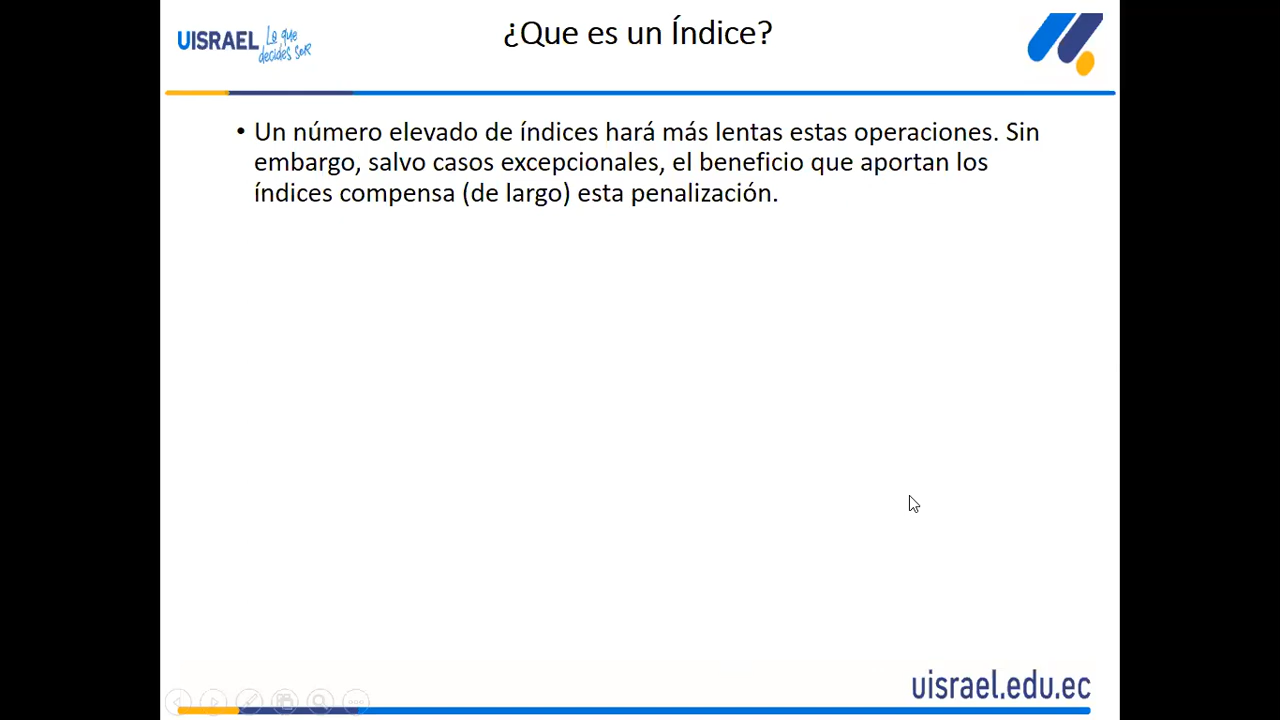 UISRAEL Lo que
decides ser
¿Que es un Índice?
• Un número elevado de índices hará más lentas estas operaciones. Sin
embargo, salvo casos excepcionales, el beneficio que aportan los
índices compensa (de largo) esta penalización.
uisrael.edu.ec